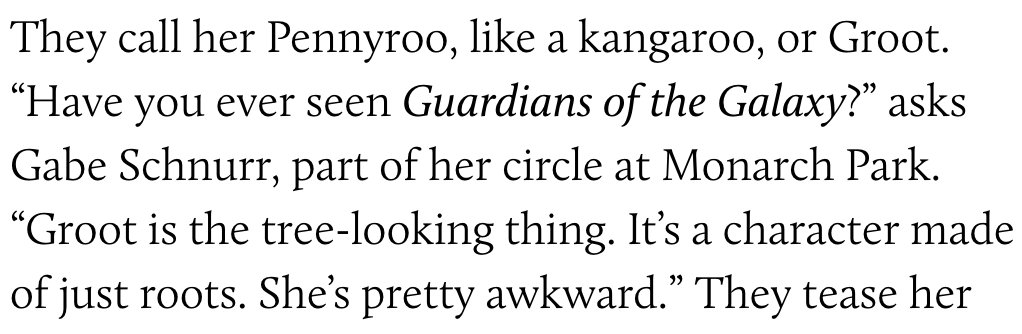 They call her Pennyroo, like a kangaroo, or Groot.
“Have you ever seen Guardians of the Galaxy?” asks
Gabe Schnurr, part of her circle at Monarch Park.
“Groot is the tree-looking thing. It’s a character made
of just roots. She’s pretty awkward.” They tease her